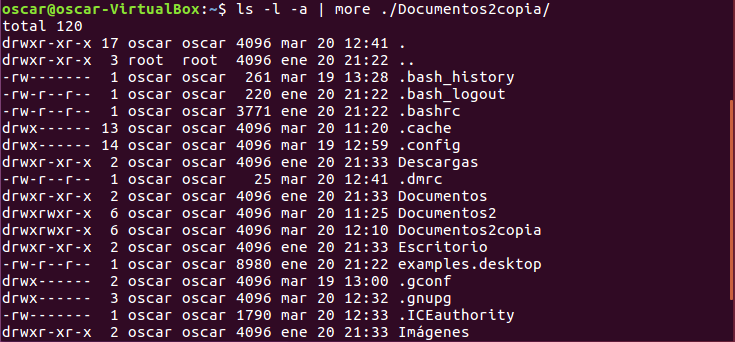 oscar@oscar-VirtualBox:~$ ls -l -a | more ./Documentos2copia/
total 120
drwxr-xr-x 17 oscar oscar 4096 mar 20 12:41 .
drwxr-xr-x  3 root  root  4096 ene 20 21:22 ..
-rw-------  1 oscar oscar  261 mar 19 13:28 .bash_history
-rw-r--r--  1 oscar oscar  220 ene 20 21:22 .bash_logout
-rw-r--r--  1 oscar oscar 3771 ene 20 21:22 .bashrc
drwx------ 13 oscar oscar 4096 mar 20 11:20 .cache
drwx------ 14 oscar oscar 4096 mar 19 12:59 .config
drwxr-xr-x  2 oscar oscar 4096 ene 20 21:33 Descargas
-rw-r--r--  1 oscar oscar   25 mar 20 12:41 .dmrc
drwxr-xr-x  2 oscar oscar 4096 ene 20 21:33 Documentos
drwxrwxr-x  6 oscar oscar 4096 mar 20 11:25 Documentos2
drwxrwxr-x  6 oscar oscar 4096 mar 20 12:10 Documentos2copia
drwxr-xr-x  2 oscar oscar 4096 ene 20 21:33 Escritorio
-rw-r--r--  1 oscar oscar 8980 ene 20 21:22 examples.desktop
drwx------  2 oscar oscar 4096 mar 19 13:00 .gconf
drwx------  3 oscar oscar 4096 mar 20 12:32 .gnupg
-rw-------  1 oscar oscar 1790 mar 20 12:33 .ICEauthority
drwxr-xr-x  2 oscar oscar 4096 ene 20 21:33 Imágenes